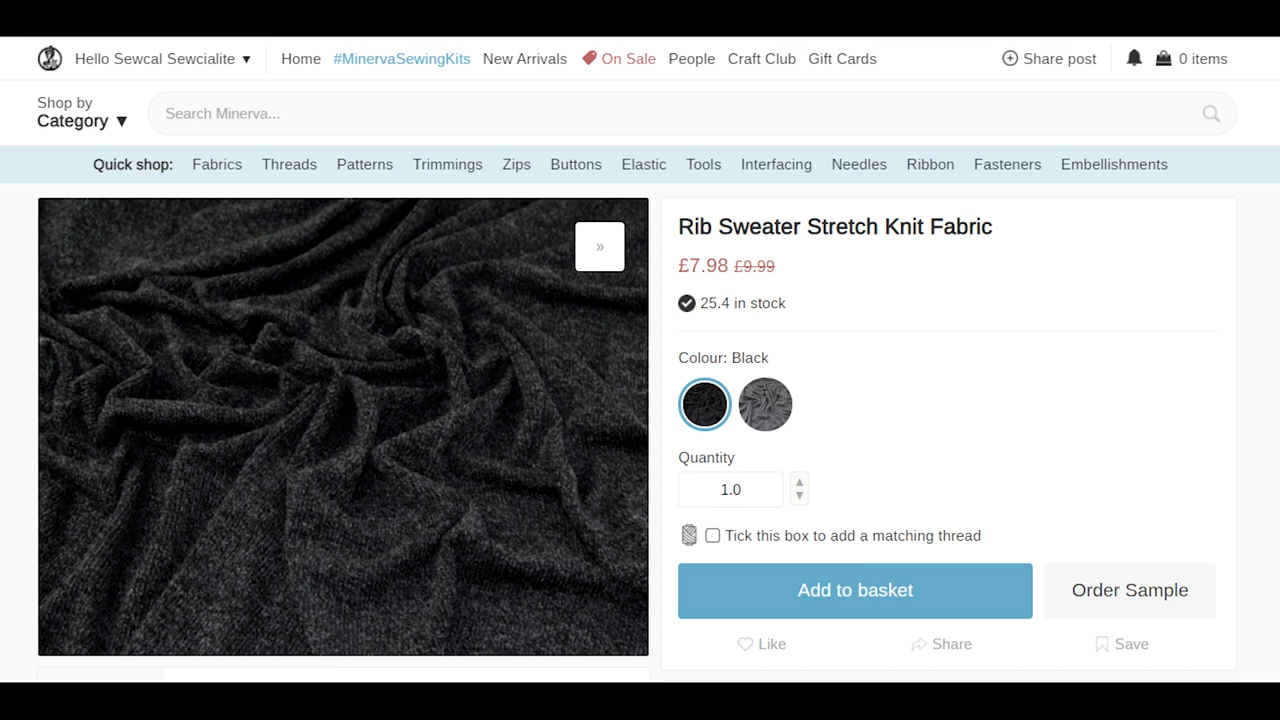 Hello Sewcal Sewcialite ▼ Home #MinervaSewingKits New Arrivals On Sale People Craft Club Gift Cards Share post 0 items
Shop by
Category ▼
Search Minerva...
Quick shop: Fabrics Threads Patterns Trimmings Zips Buttons Elastic Tools Interfacing Needles Ribbon Fasteners Embellishments
»
Rib Sweater Stretch Knit Fabric
£7.98 £9.99
25.4 in stock
Colour: Black
Quantity
1.0
Tick this box to add a matching thread
Add to basket Order Sample
Like Share Save